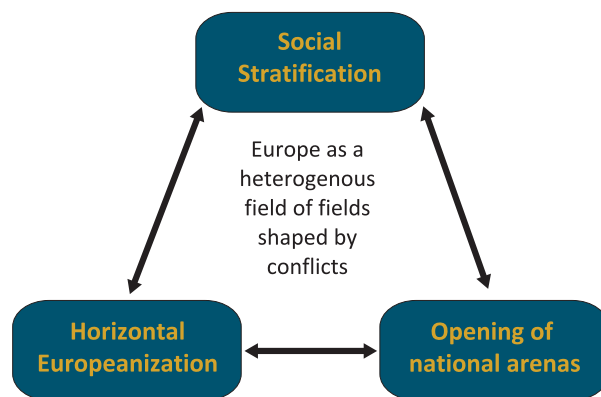 Social
Stratification
Europe as a
heterogenous
field of fields
shaped by
conflicts
Horizontal
Europeanization
Opening of
national arenas